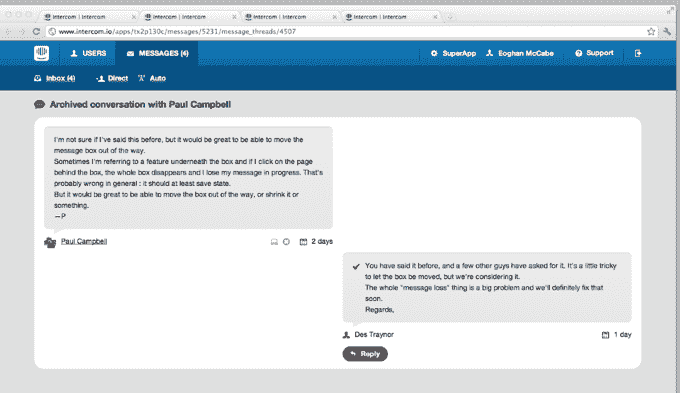 Intercom | Intercom
Intercom | Intercom
Intercom | Intercom
Intercom | Intercom
www.intercom.io/apps/tx2p130c/messages/5231/message_threads/4507
USERS MESSAGES (4) SuperApp Eoghan McCabe Support
Inbox (4) Direct Auto
Archived conversation with Paul Campbell
I'm not sure if I've said this before, but it would be great to be able to move the
message box out of the way.
Sometimes I'm referring to a feature underneath the box and if I click on the page
behind the box, the whole box disappears and I lose my message in progress. That's
probably wrong in general : it should at least save state.
But it would be great to be able to move the box out of the way, or shrink it or
something.
—P
Paul Campbell 2 days
You have said it before, and a few other guys have asked for it. It's a little tricky
to let the box be moved, but we're considering it.
The whole "message loss" thing is a big problem and we'll definitely fix that
soon.
Regards,
Des Traynor 1 day
Reply